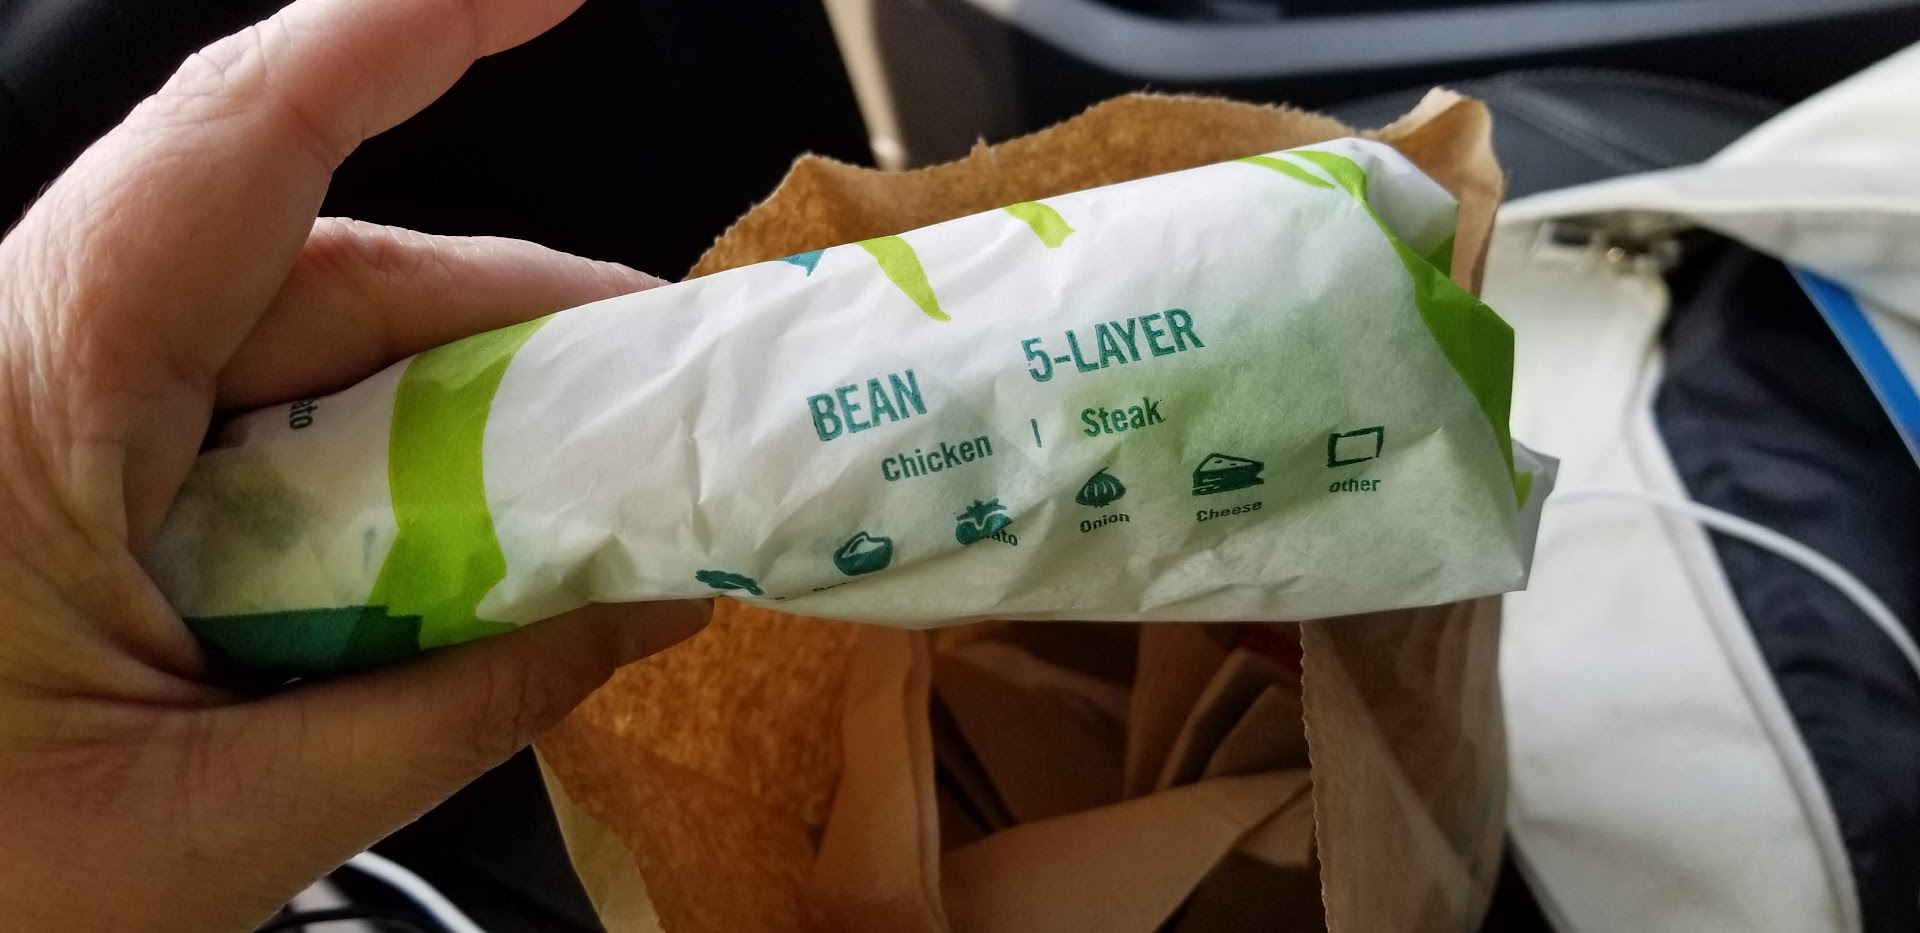 BEAN 5-LAYER
Chicken | Steak
Onion Cheese other